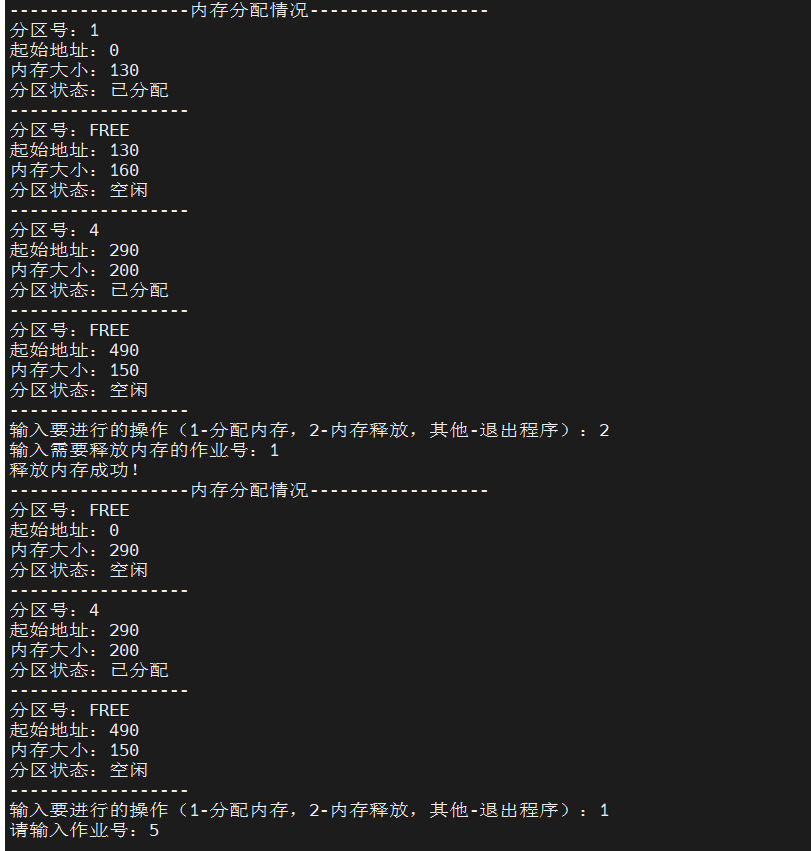 ------------------内存分配情况------------------
分区号：1
起始地址：0
内存大小：130
分区状态：已分配
------------------
分区号：FREE
起始地址：130
内存大小：160
分区状态：空闲
------------------
分区号：4
起始地址：290
内存大小：200
分区状态：已分配
------------------
分区号：FREE
起始地址：490
内存大小：150
分区状态：空闲
------------------
输入要进行的操作（1-分配内存，2-内存释放，其他-退出程序）：2
输入需要释放内存的作业号：1
释放内存成功！
------------------内存分配情况------------------
分区号：FREE
起始地址：0
内存大小：290
分区状态：空闲
------------------
分区号：4
起始地址：290
内存大小：200
分区状态：已分配
------------------
分区号：FREE
起始地址：490
内存大小：150
分区状态：空闲
------------------
输入要进行的操作（1-分配内存，2-内存释放，其他-退出程序）：1
请输入作业号：5